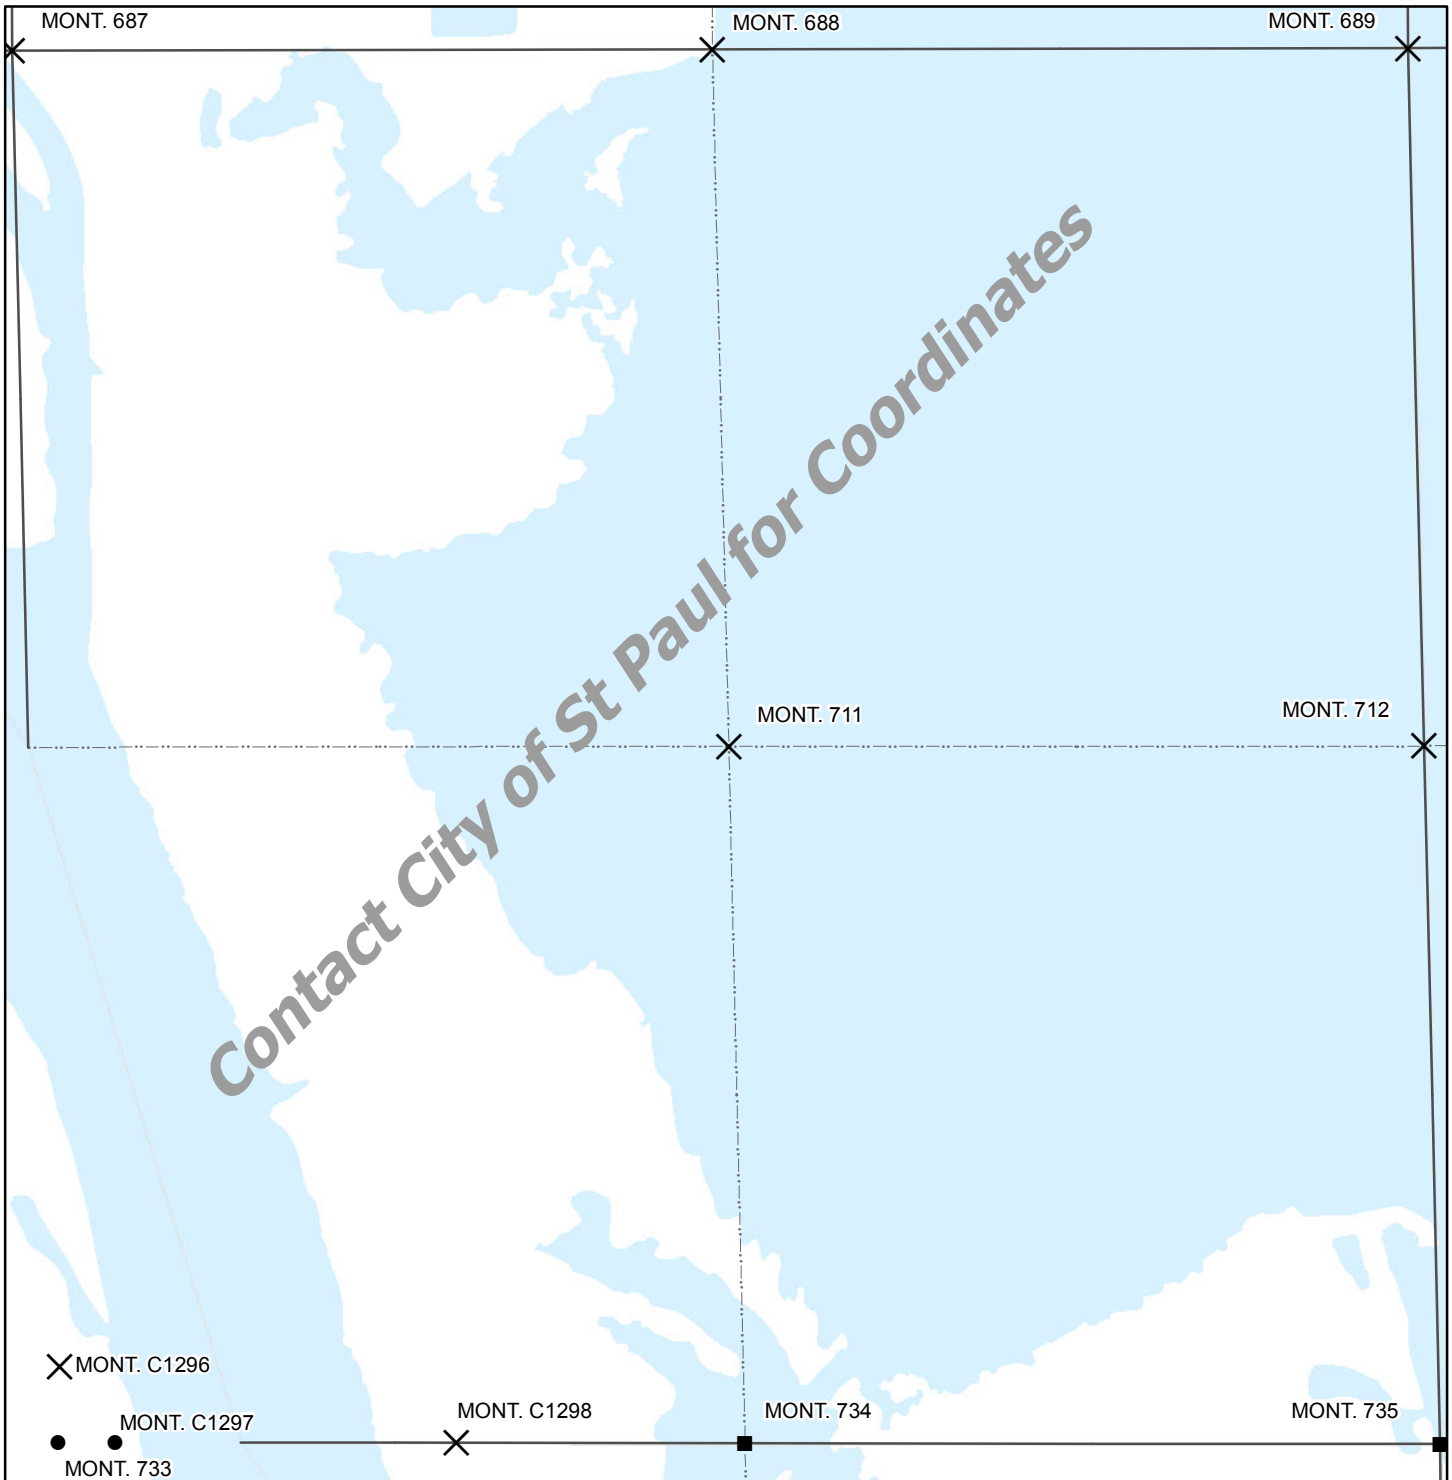 MONT. 687
MONT. 688
MONT. 689
Contact City of St Paul for Coordinates
MONT. 711
MONT. 712
MONT. C1296
MONT. C1297
MONT. C1298
MONT. 734
MONT. 735
MONT. 733